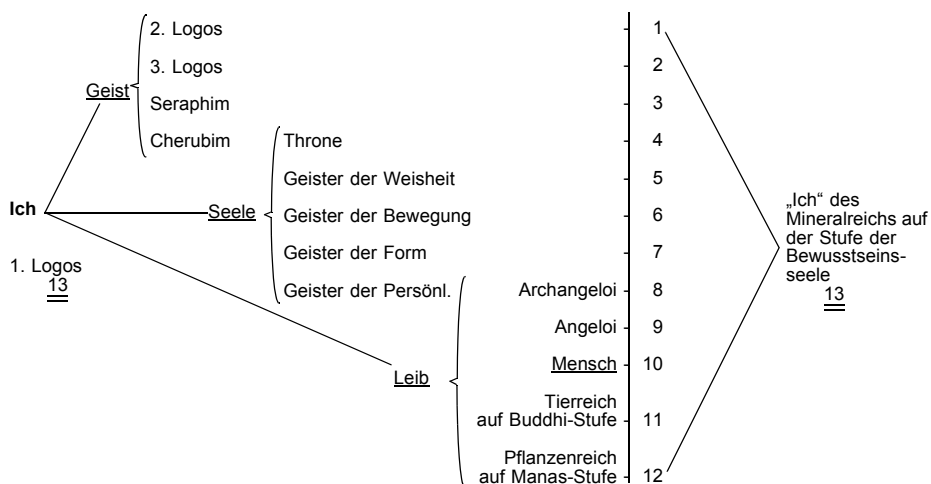 2. Logos
3. Logos
Geist
Seraphim
Cherubim
Throne
Geister der Weisheit
Ich
Seele
Geister der Bewegung
Geister der Form
1. Logos
13
Geister der Persönl.
Leib
Archangeloi
Angeloi
Mensch
Tierreich
auf Buddhi-Stufe
Pflanzenreich
auf Manas-Stufe
1
2
3
4
5
6
7
8
9
10
11
12
„Ich“ des
Mineralreichs auf
der Stufe der
Bewusstseins-
seele
13